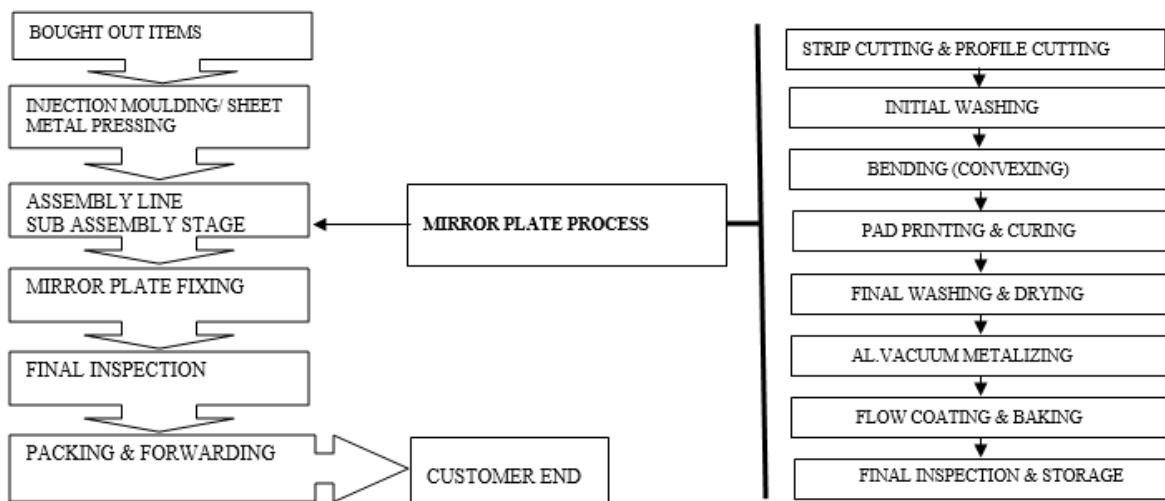 BOUGHT OUT ITEMS
INJECTION MOULDING/ SHEET
METAL PRESSING
ASSEMBLY LINE
SUB ASSEMBLY STAGE
MIRROR PLATE FIXING
FINAL INSPECTION
PACKING & FORWARDING
CUSTOMER END
MIRROR PLATE PROCESS
STRIP CUTTING & PROFILE CUTTING
INITIAL WASHING
BENDING (CONVEXING)
PAD PRINTING & CURING
FINAL WASHING & DRYING
AL.VACUUM METALIZING
FLOW COATING & BAKING
FINAL INSPECTION & STORAGE